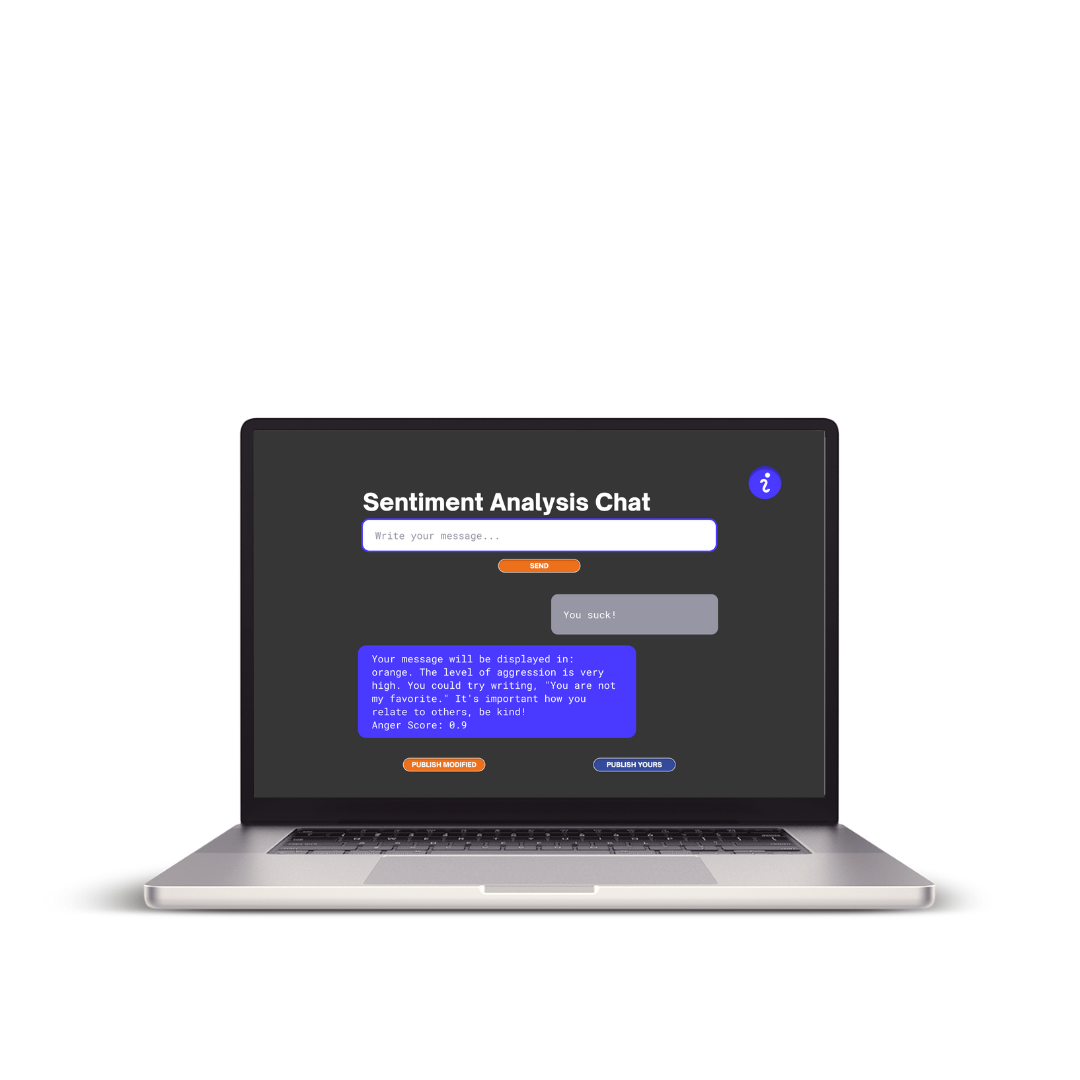 Sentiment Analysis Chat
Write your message...
SEND
You suck!
Your message will be displayed in:
orange. The level of aggression is very
high. You could try writing, "You are not
my favorite." It's important how you
relate to others, be kind!
Anger Score: 0.9
PUBLISH MODIFIED
PUBLISH YOURS